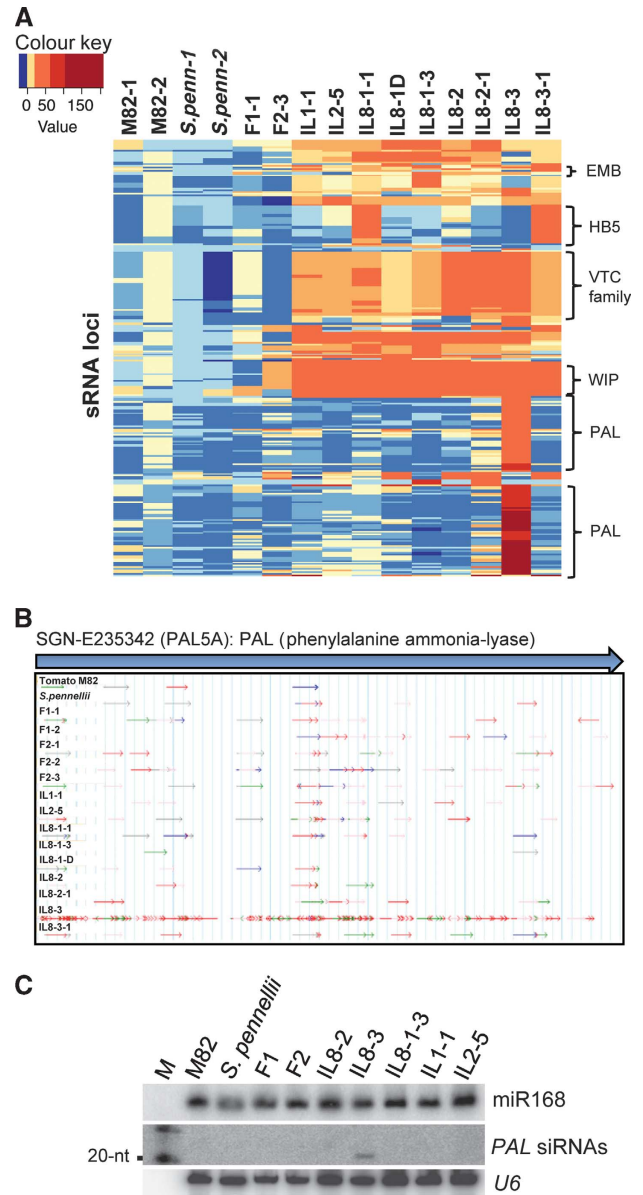 A
Colour key
0 50 150
Value
M82-1
M82-2
S.penn-1
S.penn-2
F1-1
F2-3
IL1-1
IL2-5
IL8-1-1
IL8-1D
IL8-1-3
IL8-2
IL8-2-1
IL8-3
IL8-3-1
sRNA loci
EMB
HB5
VTC
family
WIP
PAL
PAL
B
SGN-E235342 (PAL5A): PAL (phenylalanine ammonia-lyase)
Tomato M82
S.pennellii
F1-1
F1-2
F2-1
F2-2
F2-3
IL1-1
IL2-5
IL8-1-1
IL8-1-3
IL8-1-D
IL8-2
IL8-2-1
IL8-3
IL8-3-1
C
M
M82
S. pennellii
F1
F2
IL8-2
IL8-3
IL8-1-3
IL1-1
IL2-5
miR168
20-nt
PAL siRNAs
U6